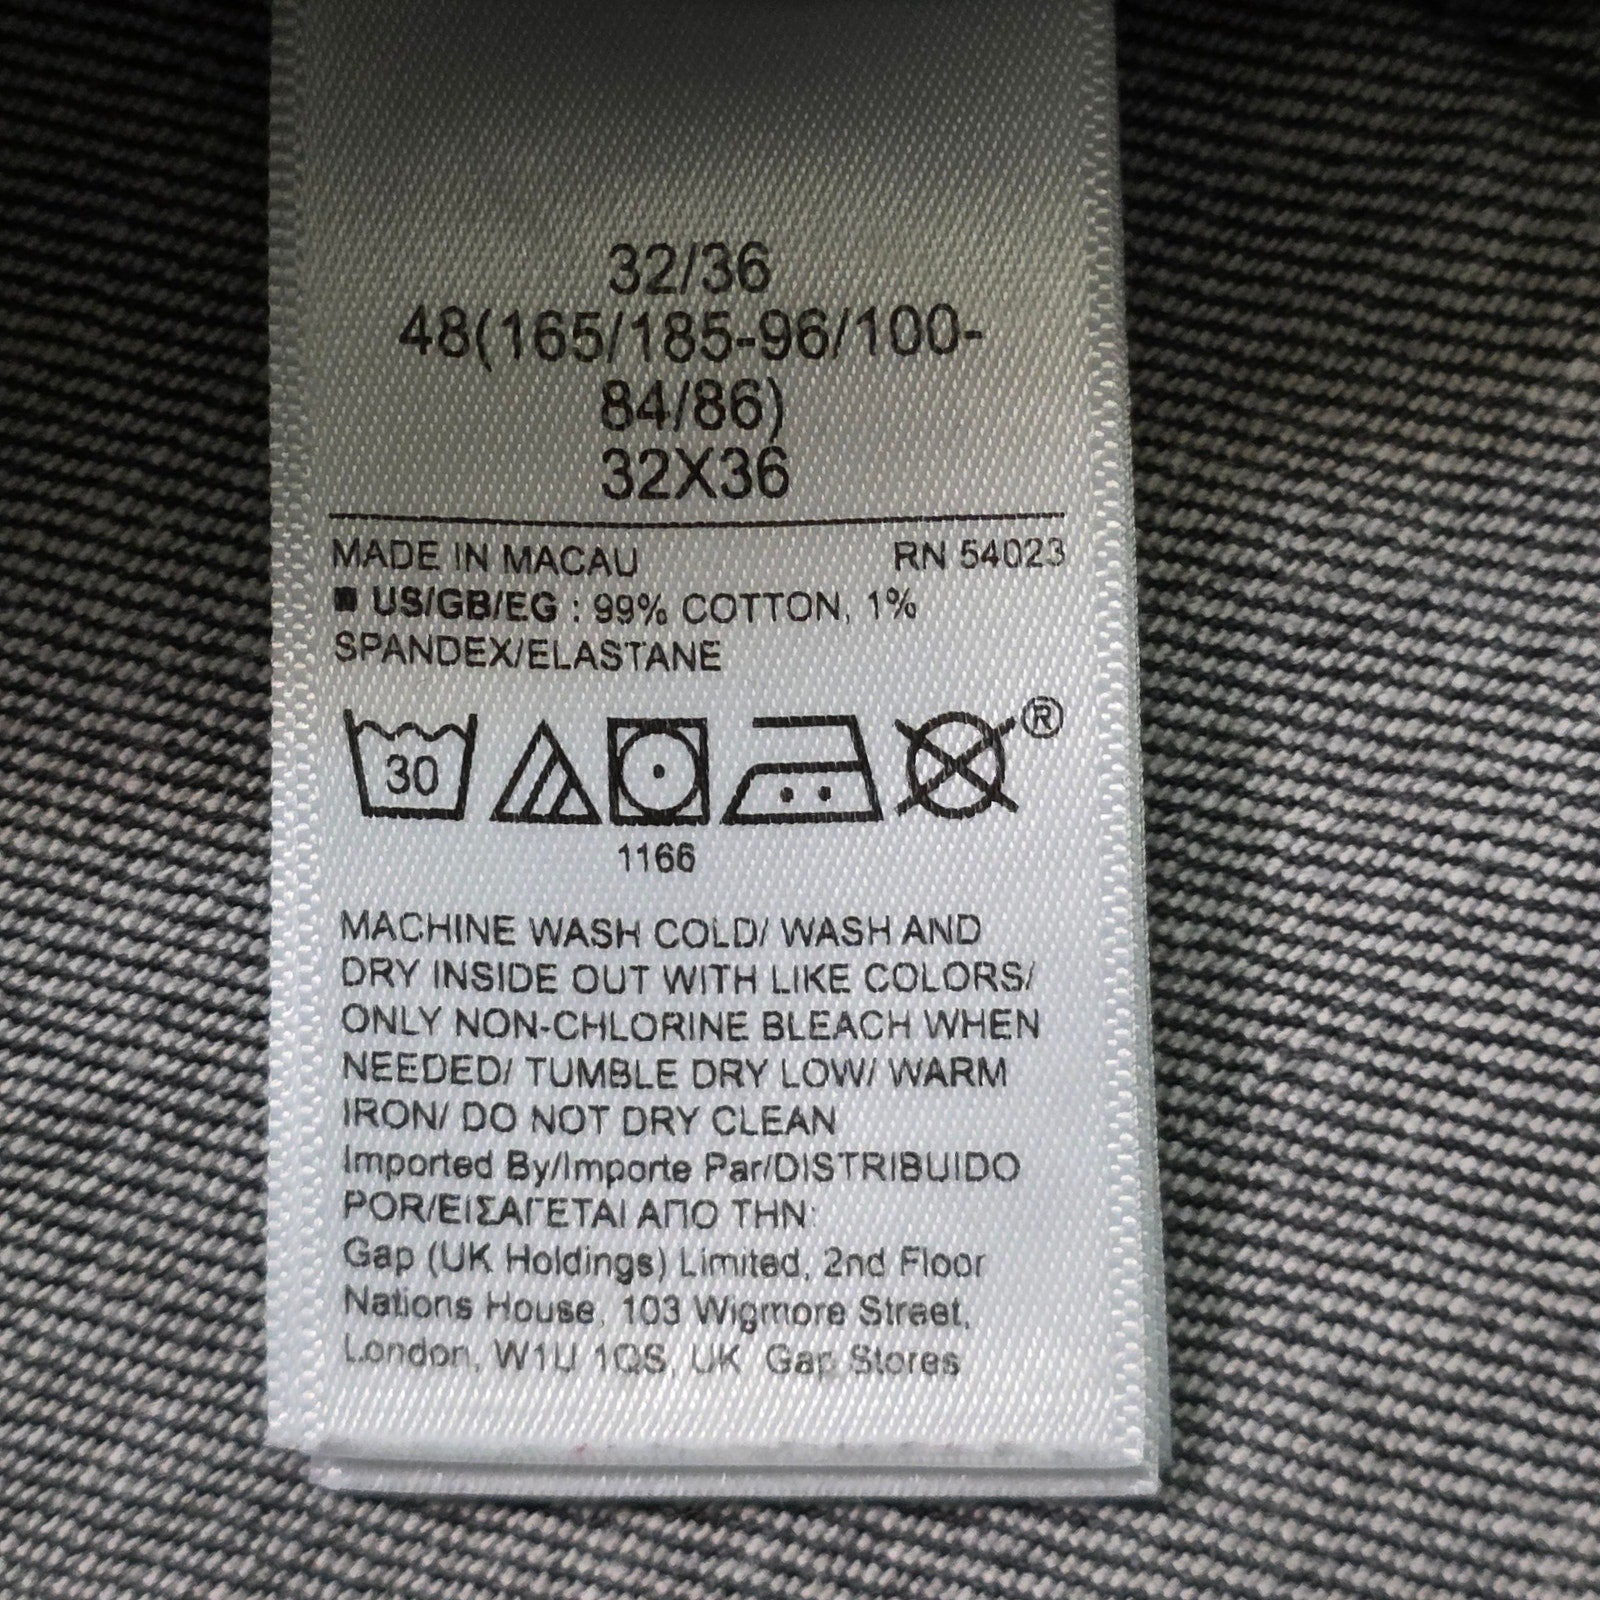 32/36
48(165/185-96/100-
84/86)
32X36
MADE IN MACAU RN 54023
■ US/GB/EG : 99% COTTON, 1%
SPANDEX/ELASTANE
30
®
1166
MACHINE WASH COLD/ WASH AND
DRY INSIDE OUT WITH LIKE COLORS/
ONLY NON-CHLORINE BLEACH WHEN
NEEDED/ TUMBLE DRY LOW/ WARM
IRON/ DO NOT DRY CLEAN
Imported By/Importe Par/DISTRIBUIDO
POR/ΕΙΣΑΓΕΤΑΙ ΑΠΟ ΤΗΝ:
Gap (UK Holdings) Limited, 2nd Floor
Nations House, 103 Wigmore Street,
London, W1U 1QS, UK Gap Stores